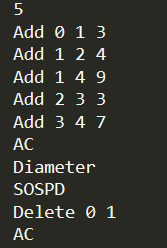 5
Add 0 1 3
Add 1 2 4
Add 1 4 9
Add 2 3 3
Add 3 4 7
AC
Diameter
SOSPD
Delete 0 1
AC